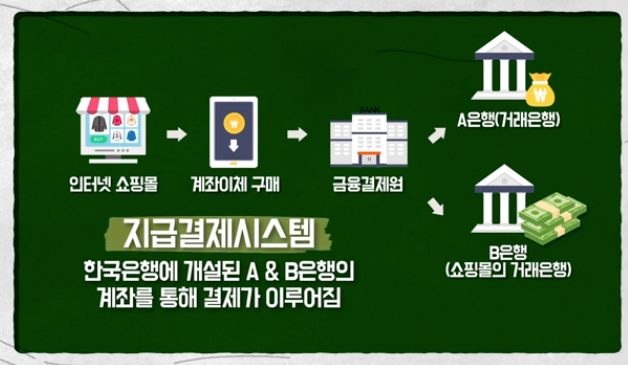 인터넷 쇼핑몰
계좌이체 구매
BANK
금융결제원
A은행(거래은행)
B은행
(쇼핑몰의 거래은행)
지급결제시스템
한국은행에 개설된 A & B은행의
계좌를 통해 결제가 이루어짐